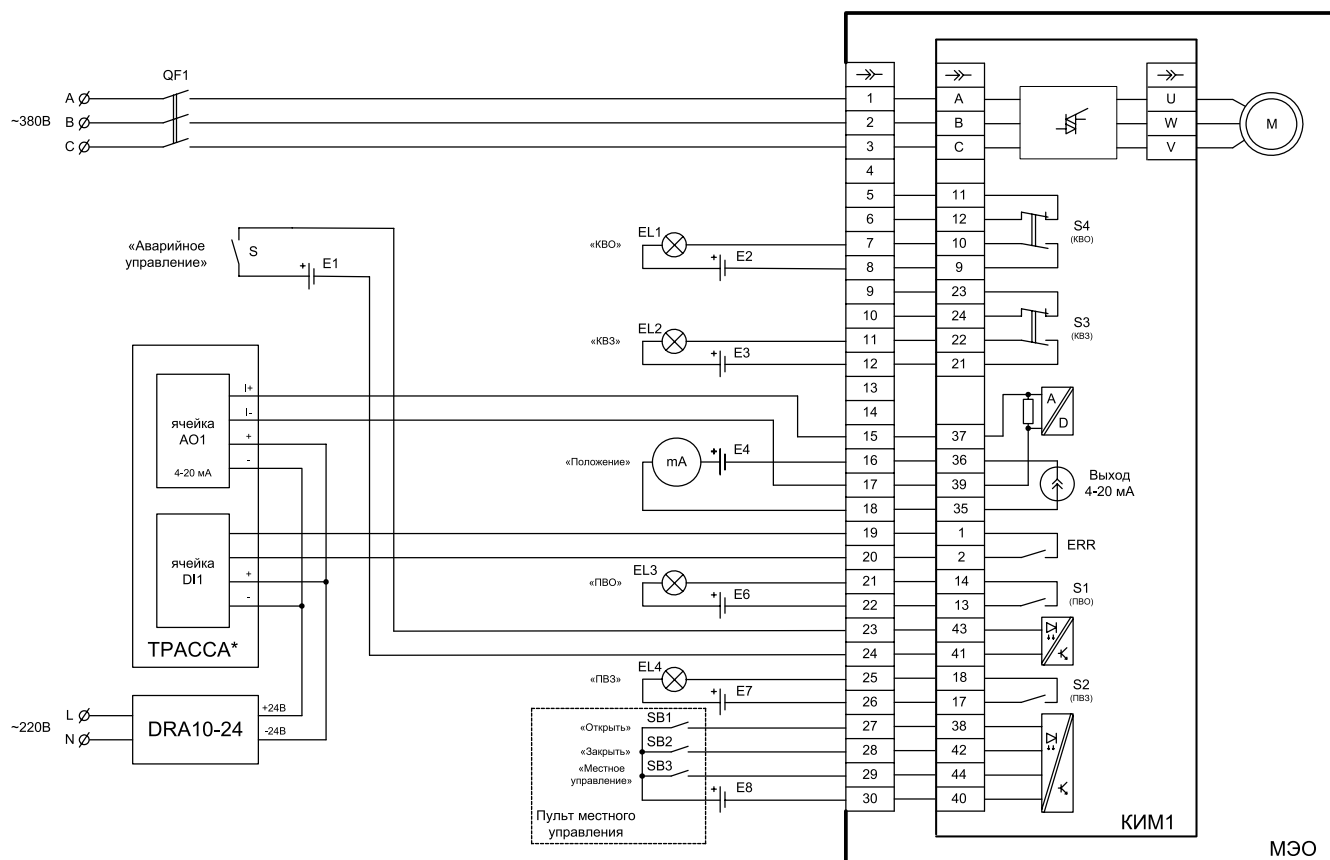 QF1
~380В
A
B
C
«Аварийное
управление»
S
E1
ячейка
AO1
4-20 мА
I+
I-
+
-
ячейка
DI1
+
-
ТРАССА*
~220В
L
N
DRA10-24
+24В
-24В
«КВО»
EL1
E2
«КВЗ»
EL2
E3
«Положение»
mA
E4
«ПВО»
EL3
E6
«ПВЗ»
EL4
E7
«Открыть»
SB1
«Закрыть»
SB2
«Местное
управление»
SB3
E8
Пульт местного
управления
1 A
2 B
3 C
4
5 11
6 12
7 10
8 9
9 23
10 24
11 22
12 21
13
14
15 37
16 36
17 39
18 35
19 1
20 2
21 14
22 13
23 43
24 41
25 18
26 17
27 38
28 42
29 44
30 40
U
W
V
M
S4
(КВО)
S3
(КВЗ)
A
D
Выход
4-20 мА
ERR
S1
(ПВО)
S2
(ПВЗ)
КИМ1
МЭО